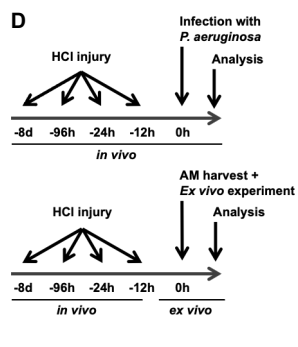 D
Infection with
P. aeruginosa
HCl injury
Analysis
-8d -96h -24h -12h 0h
in vivo
AM harvest +
Ex vivo experiment
HCl injury
Analysis
-8d -96h -24h -12h 0h
in vivo ex vivo